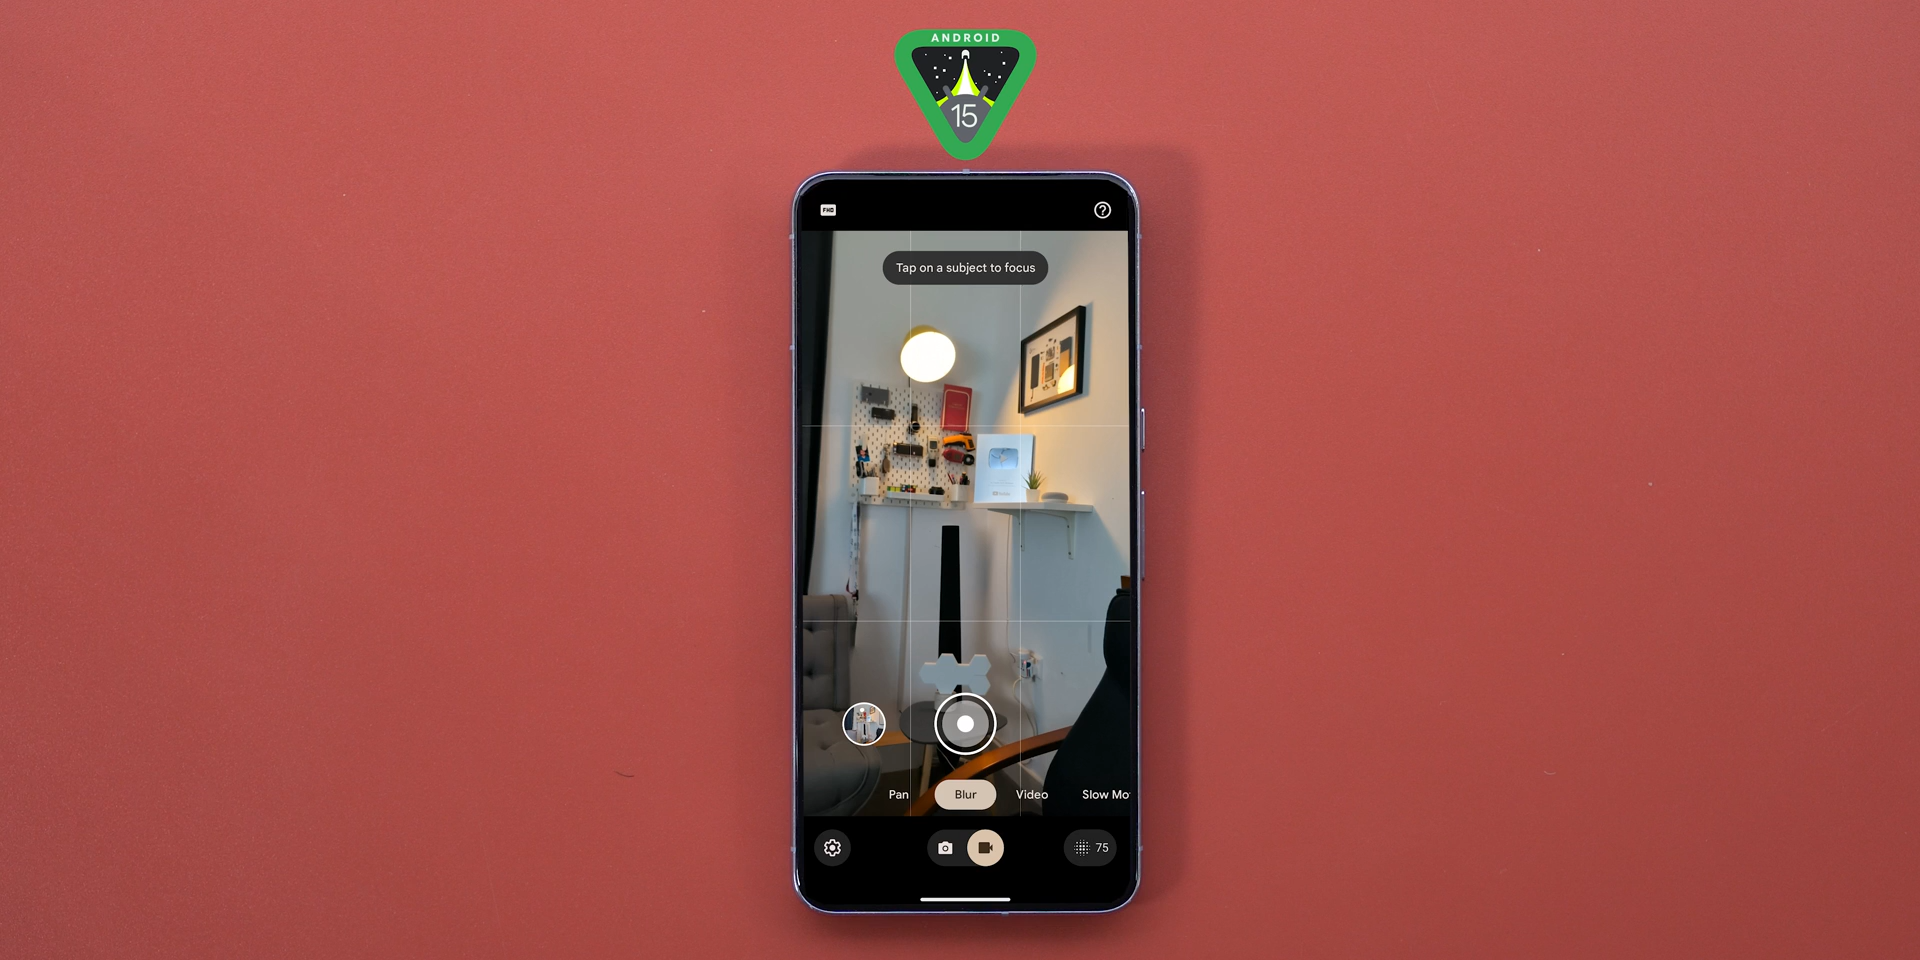 ANDROID
15
FHD
Tap on a subject to focus
Pan
Blur
Video
Slow Mo
75